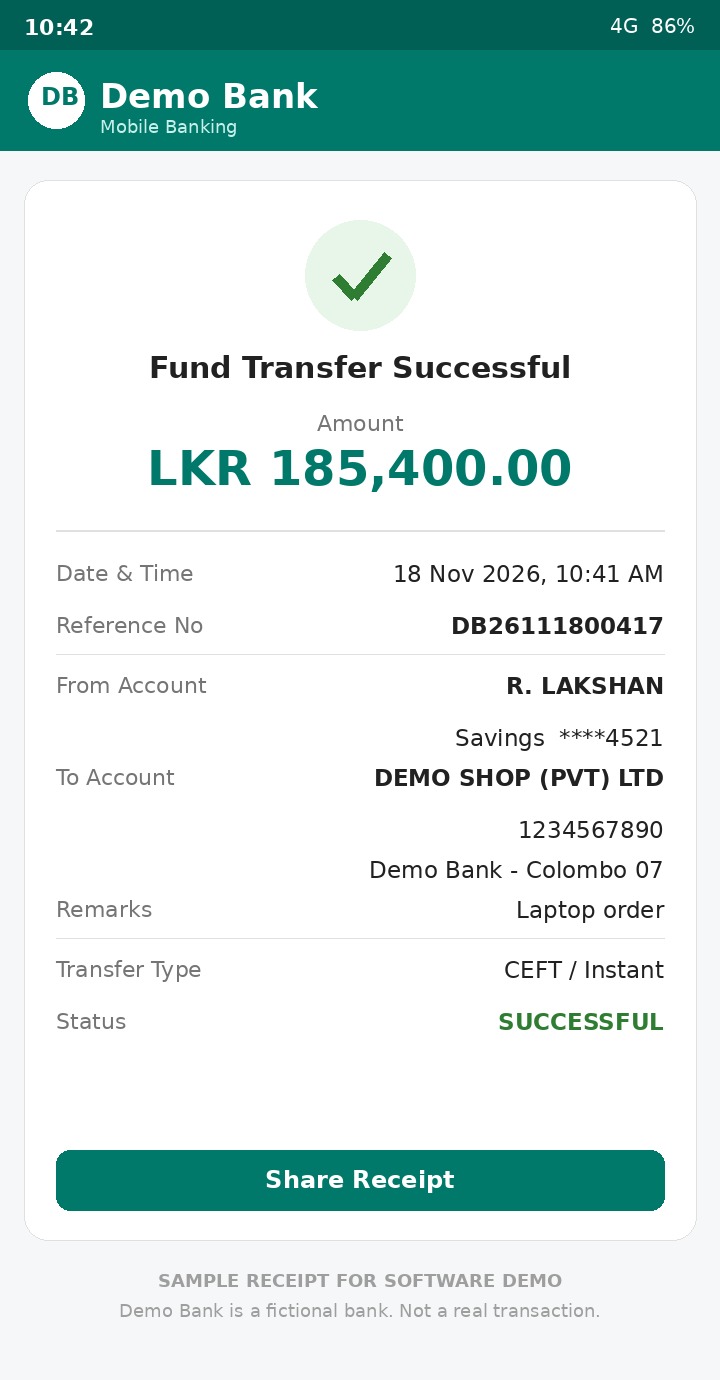 10:42 4G 86%
DB Demo Bank
Mobile Banking
Fund Transfer Successful
Amount
LKR 185,400.00
Date & Time 18 Nov 2026, 10:41 AM
Reference No DB26111800417
From Account R. LAKSHAN
Savings ****4521
To Account DEMO SHOP (PVT) LTD
1234567890
Demo Bank - Colombo 07
Remarks Laptop order
Transfer Type CEFT / Instant
Status SUCCESSFUL
Share Receipt
SAMPLE RECEIPT FOR SOFTWARE DEMO
Demo Bank is a fictional bank. Not a real transaction.